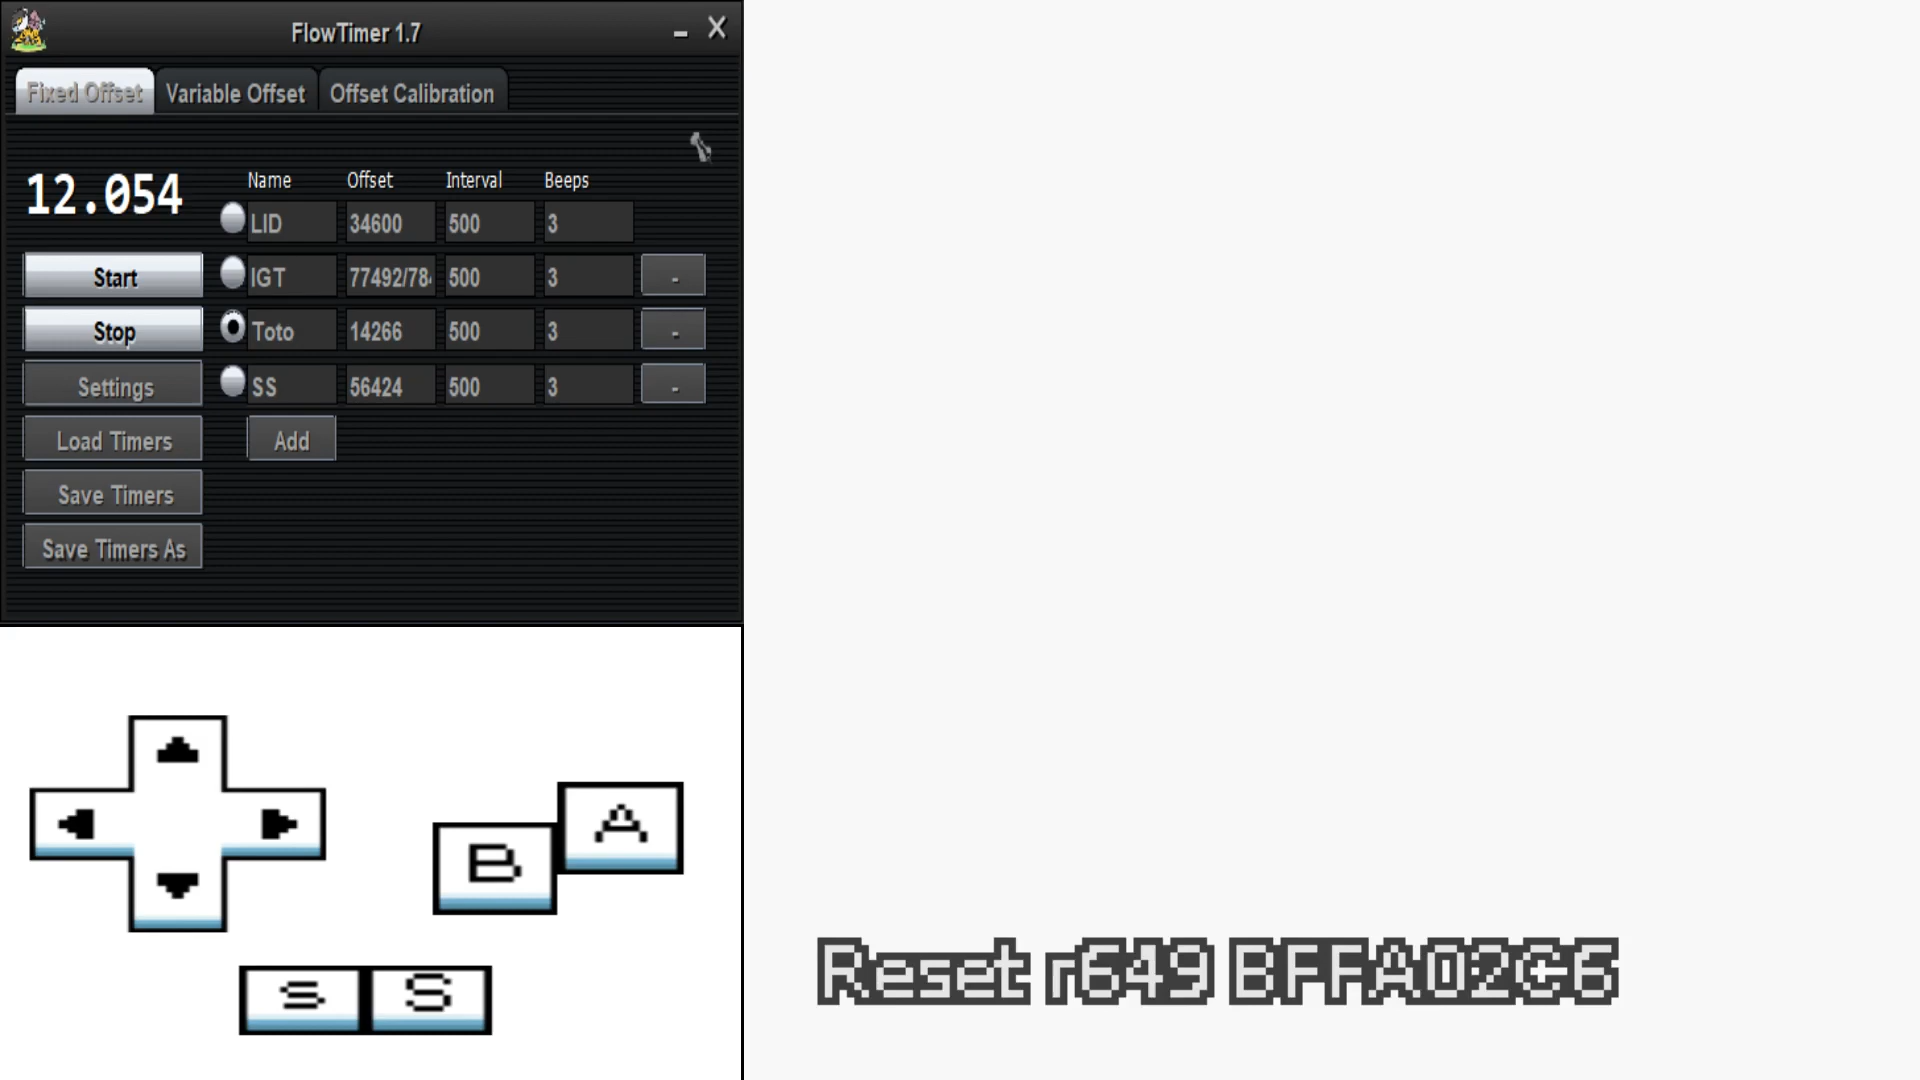 FlowTimer 1.7
Fixed Offset Variable Offset Offset Calibration
12.054
Name Offset Interval Beeps
LID 34600 500 3
Start IGT 77492/78 500 3 -
Stop Toto 14266 500 3 -
Settings SS 56424 500 3 -
Load Timers Add
Save Timers
Save Timers As
A
B
s S
Reset r649 BFFA02C6